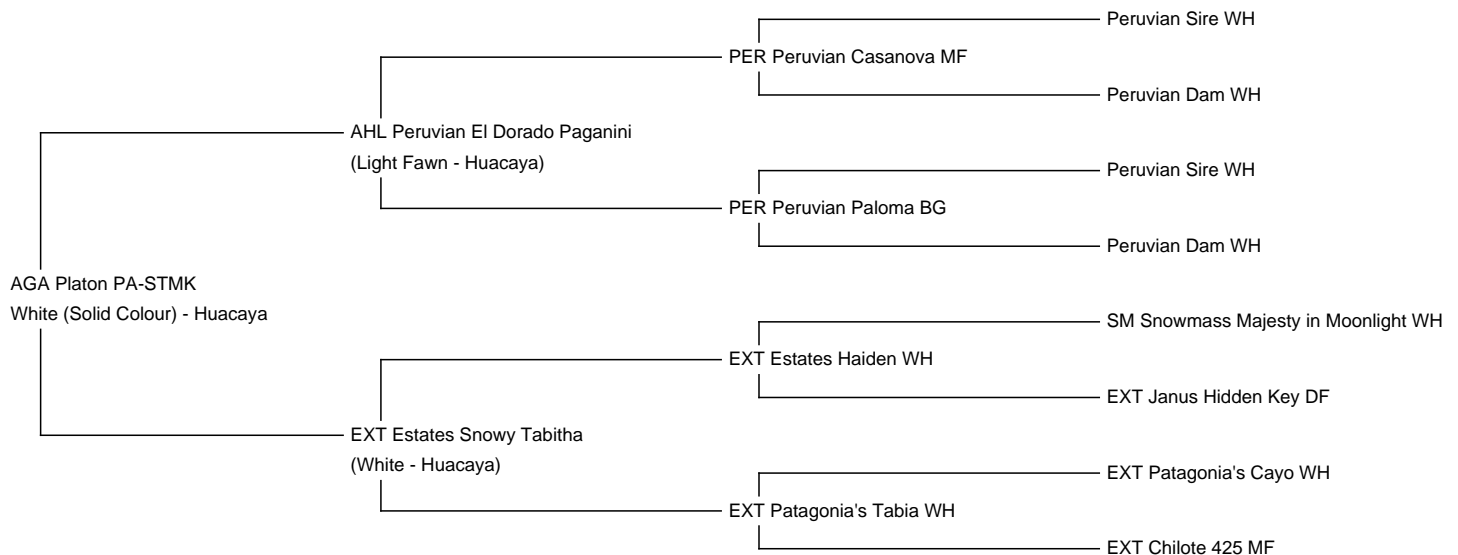 Peruvian Sire WH
PER Peruvian Casanova MF
Peruvian Dam WH
AHL Peruvian El Dorado Paganini
(Light Fawn - Huacaya)
Peruvian Sire WH
PER Peruvian Paloma BG
Peruvian Dam WH
AGA Platon PA-STMK
White (Solid Colour) - Huacaya
SM Snowmass Majesty in Moonlight WH
EXT Estates Haiden WH
EXT Janus Hidden Key DF
EXT Estates Snowy Tabitha
(White - Huacaya)
EXT Patagonia's Cayo WH
EXT Patagonia's Tabia WH
EXT Chilote 425 MF